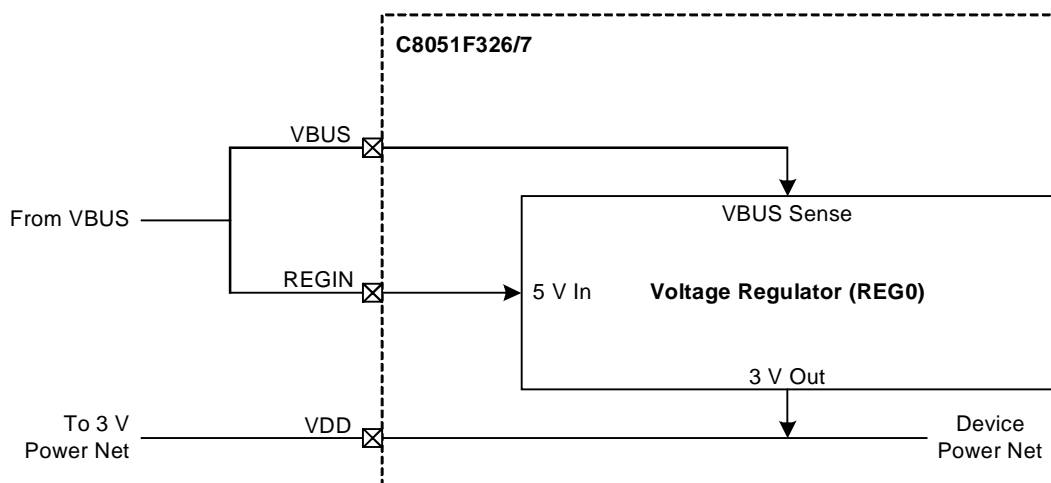 C8051F326/7
VBUS
From VBUS
VBUS Sense
REGIN
5 V In
Voltage Regulator (REG0)
3 V Out
To 3 V
Power Net
VDD
Device
Power Net